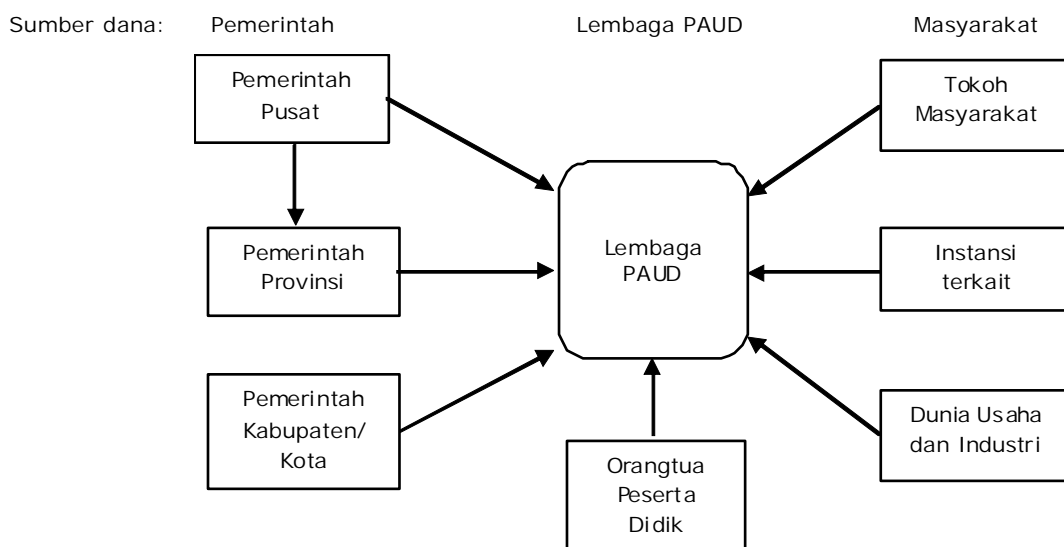 Sumber dana: Pemerintah Lembaga PAUD Masyarakat
Pemerintah
Pusat
Tokoh
Masyarakat
Pemerintah
Provinsi
Lembaga
PAUD
Instansi
terkait
Pemerintah
Kabupaten/
Kota
Orangtua
Peserta
Didik
Dunia Usaha
dan Industri